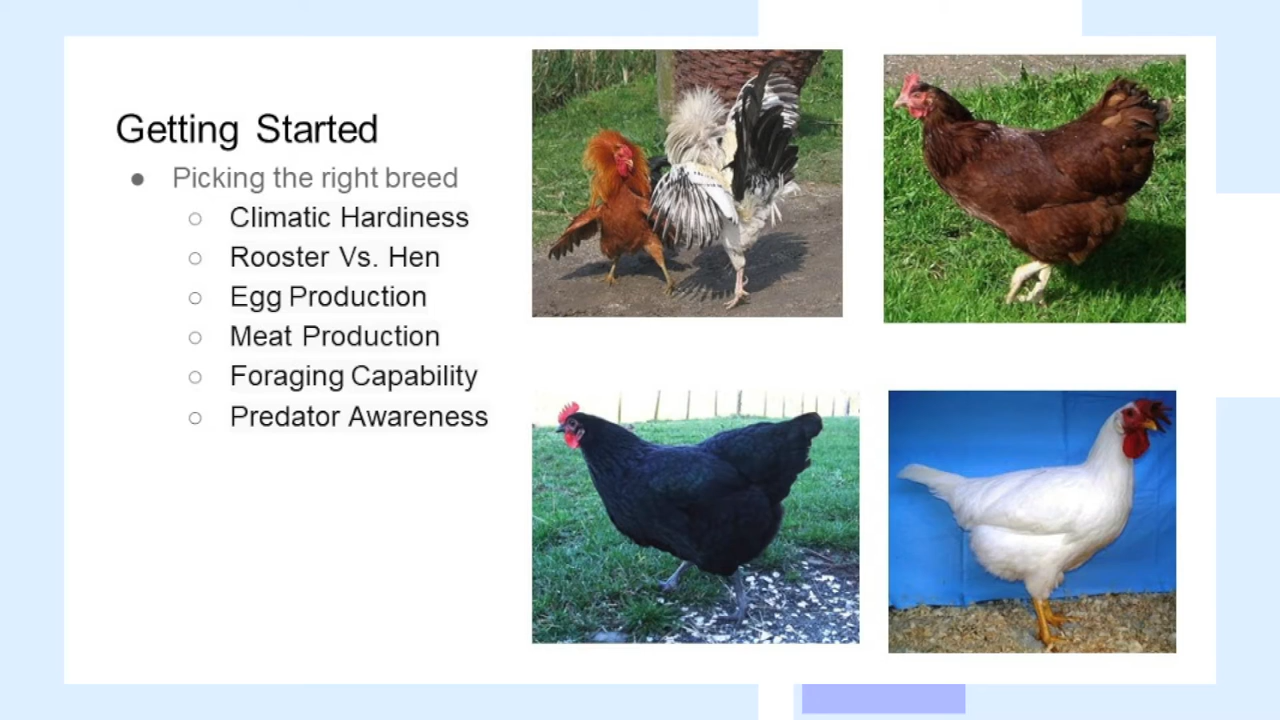 Getting Started
● Picking the right breed
○ Climatic Hardiness
○ Rooster Vs. Hen
○ Egg Production
○ Meat Production
○ Foraging Capability
○ Predator Awareness